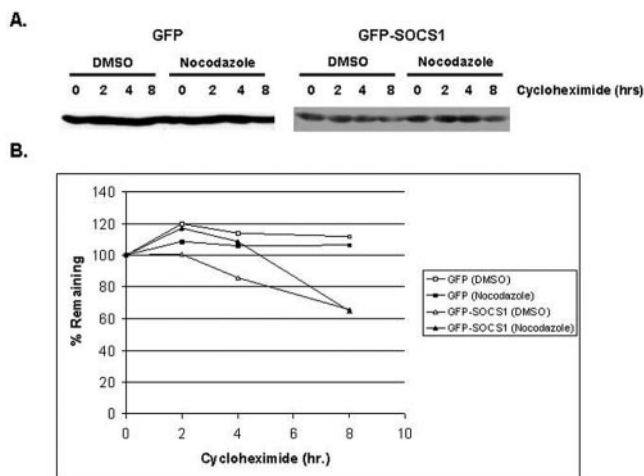 A.
GFP GFP-SOCS1
DMSO Nocodazole DMSO Nocodazole
0 2 4 8 0 2 4 8 0 2 4 8 0 2 4 8 Cycloheximide (hrs)
B.
140
120
100
80
60
40
20
0
0 2 4 6 8 10
% Remaining
Cycloheximide (hr.)
GFP (DMSO)
GFP (Nocodazole)
GFP-SOCS1 (DMSO)
GFP-SOCS1 (Nocodazole)